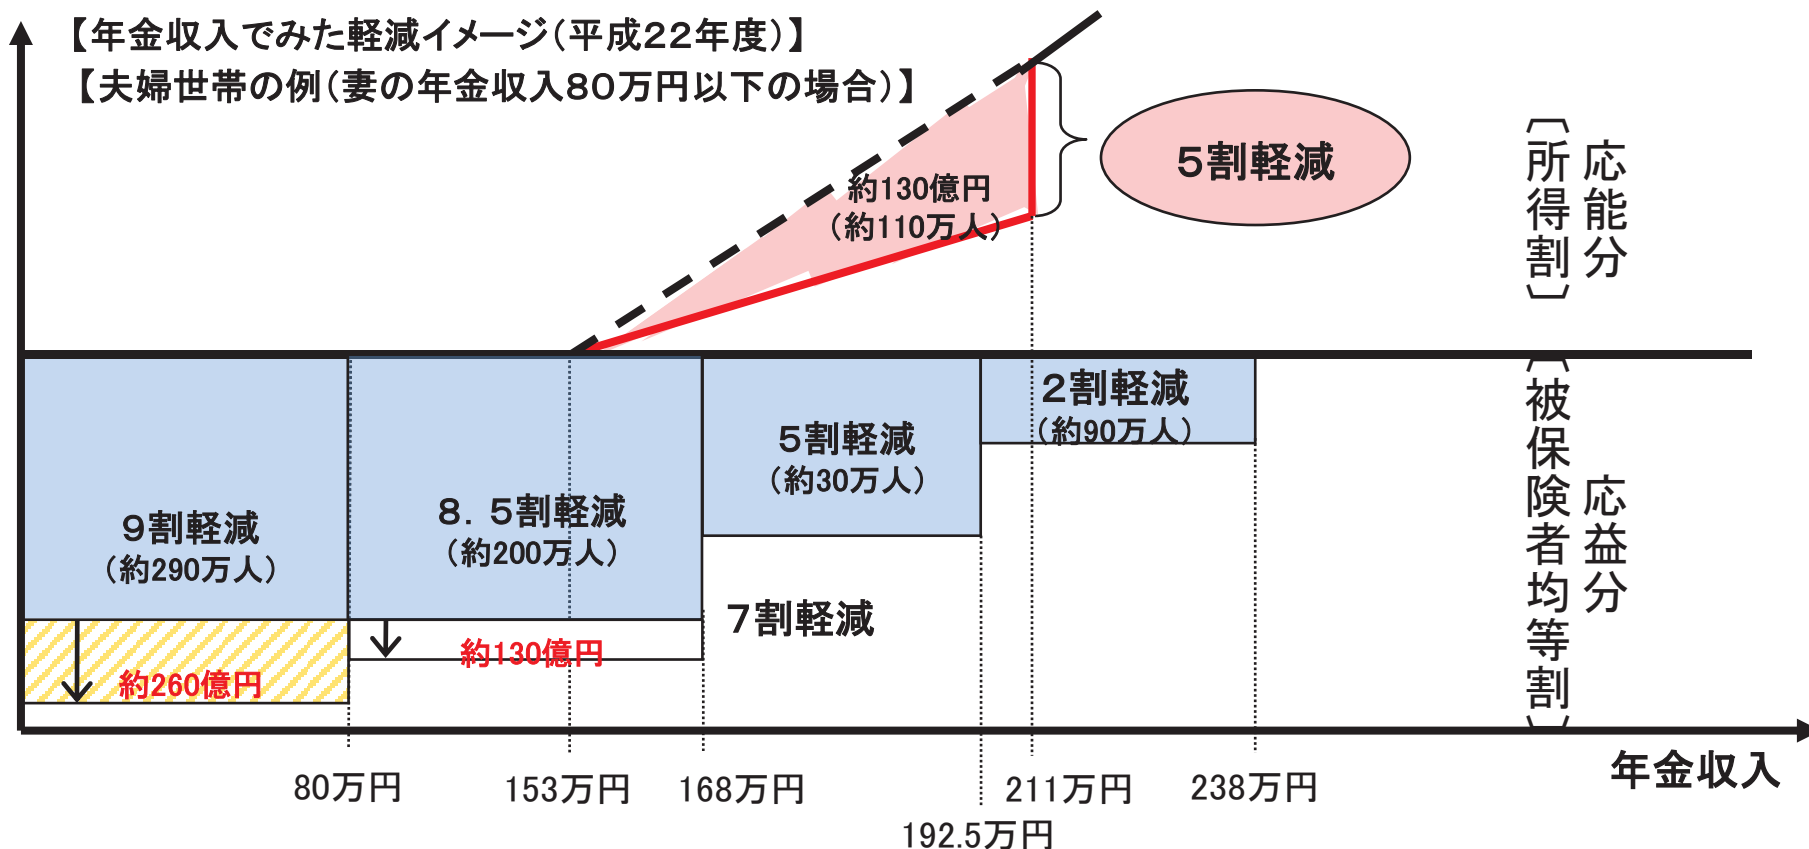 【年金収入でみた軽減イメージ（平成２２年度）】
【夫婦世帯の例（妻の年金収入８０万円以下の場合）】
約130億円
（約110万人）
５割軽減
応能分
〔所得割〕
９割軽減
（約290万人）
８．５割軽減
（約200万人）
５割軽減
（約30万人）
２割軽減
（約90万人）
７割軽減
約260億円
約130億円
応益分
〔被保険者均等割〕
80万円
153万円
168万円
192.5万円
211万円
238万円
年金収入